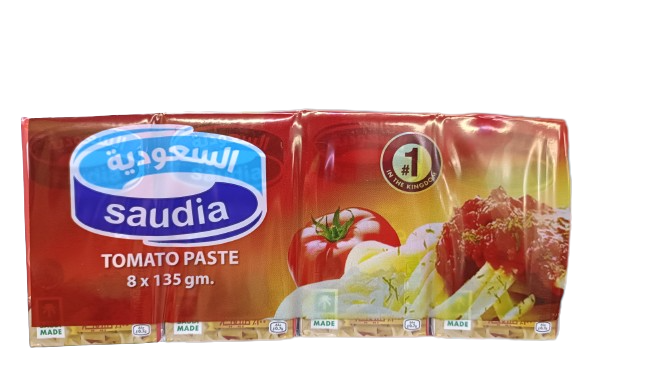 السعودية
saudia
TOMATO PASTE
8 x 135 gm.
#1
IN THE KINGDOM
MADE
MADE
MADE
MADE